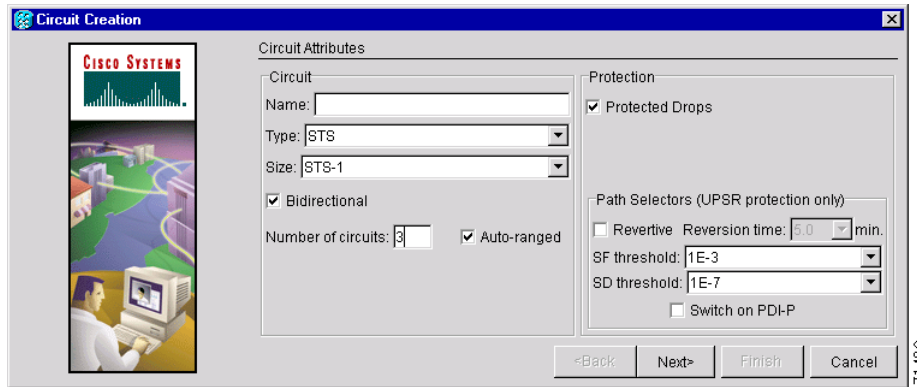 Circuit Creation
CISCO SYSTEMS
Circuit Attributes
Circuit
Name:
Type: STS
Size: STS-1
Bidirectional
Number of circuits: 3
Auto-ranged
Protection
Protected Drops
Path Selectors (UPSR protection only)
Revertive Reversion time: 5.0 min.
SF threshold: 1E-3
SD threshold: 1E-7
Switch on PDI-P
<Back
Next>
Finish
Cancel